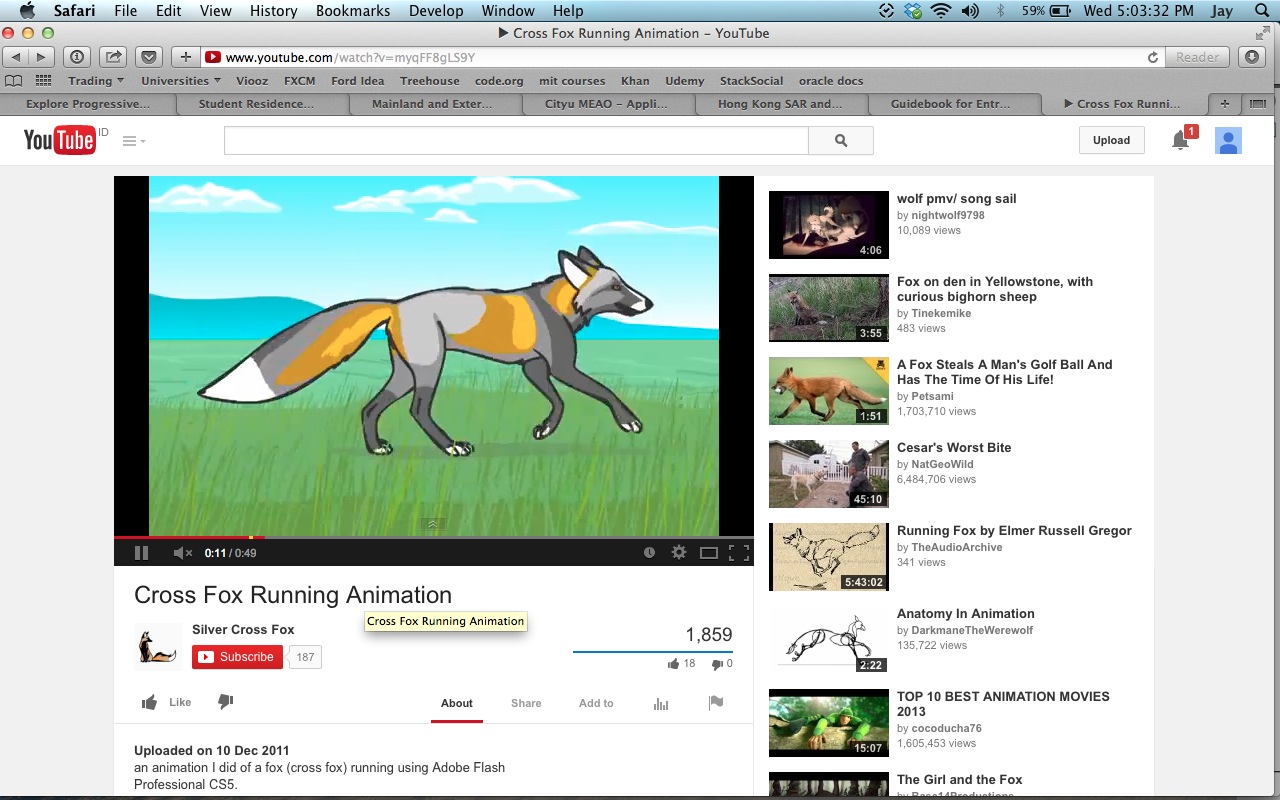 Safari File Edit View History Bookmarks Develop Window Help 59% Wed 5:03:32 PM Jay
▶ Cross Fox Running Animation – YouTube
www.youtube.com/watch?v=myqFF8gLS9Y Reader
Trading Universities Viooz FXCM Ford Idea Treehouse code.org mit courses Khan Udemy StackSocial oracle docs
Explore Progressive... Student Residence... Mainland and Exter... Cityu MEAO – Appli... Hong Kong SAR and... Guidebook for Entr... ▶ Cross Fox Runni...
YouTube ID Upload 1
0:11 / 0:49
Cross Fox Running Animation
Cross Fox Running Animation
Silver Cross Fox
Subscribe 187
1,859
18 0
Like About Share Add to
Uploaded on 10 Dec 2011
an animation I did of a fox (cross fox) running using Adobe Flash
Professional CS5.
4:06
wolf pmv/ song sail
by nightwolf9798
10,089 views
3:55
Fox on den in Yellowstone, with
curious bighorn sheep
by Tinekemike
483 views
1:51
A Fox Steals A Man's Golf Ball And
Has The Time Of His Life!
by Petsami
1,703,710 views
45:10
Cesar's Worst Bite
by NatGeoWild
6,484,706 views
5:43:02
Running Fox by Elmer Russell Gregor
by TheAudioArchive
341 views
2:22
Anatomy In Animation
by DarkmaneTheWerewolf
135,722 views
15:07
TOP 10 BEST ANIMATION MOVIES
2013
by cocoducha76
1,605,453 views
The Girl and the Fox
by Base14Productions